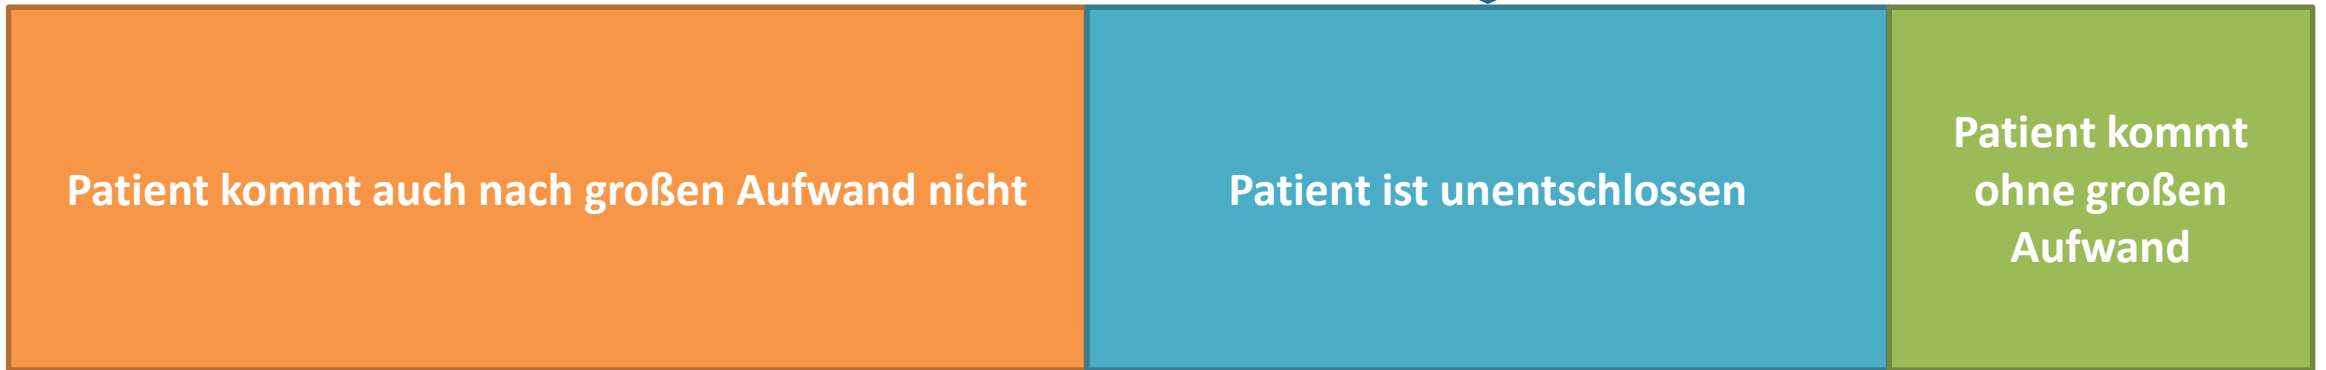 Patient kommt auch nach großen Aufwand nicht
Patient ist unentschlossen
Patient kommt
ohne großen
Aufwand